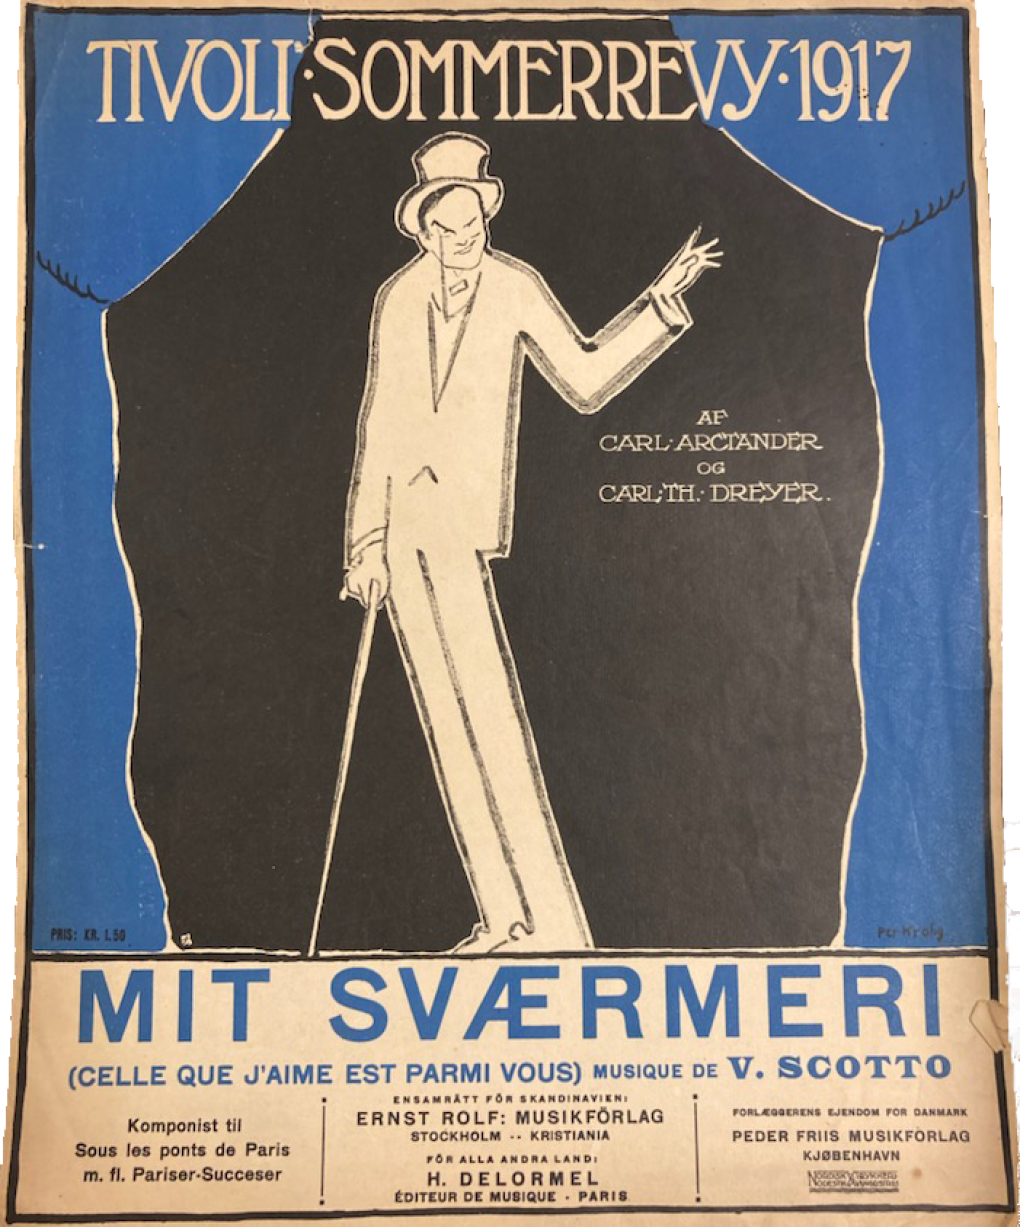 TIVOLI·SOMMERREVY·1917
AF
CARL·ARCTANDER
OG
CARL·TH.·DREYER.
PRIS: KR. 1.50
Per Krohg
MIT SVÆRMERI
(CELLE QUE J'AIME EST PARMI VOUS) MUSIQUE DE V. SCOTTO
Komponist til
Sous les ponts de Paris
m. fl. Pariser-Succeser
ENSAMRÄTT FÖR SKANDINAVIEN:
ERNST ROLF: MUSIKFÖRLAG
STOCKHOLM -- KRISTIANIA
FÖR ALLA ANDRA LAND:
H. DELORMEL
ÉDITEUR DE MUSIQUE - PARIS
FORLÆGGERENS EJENDOM FOR DANMARK
PEDER FRIIS MUSIKFORLAG
KJØBENHAVN